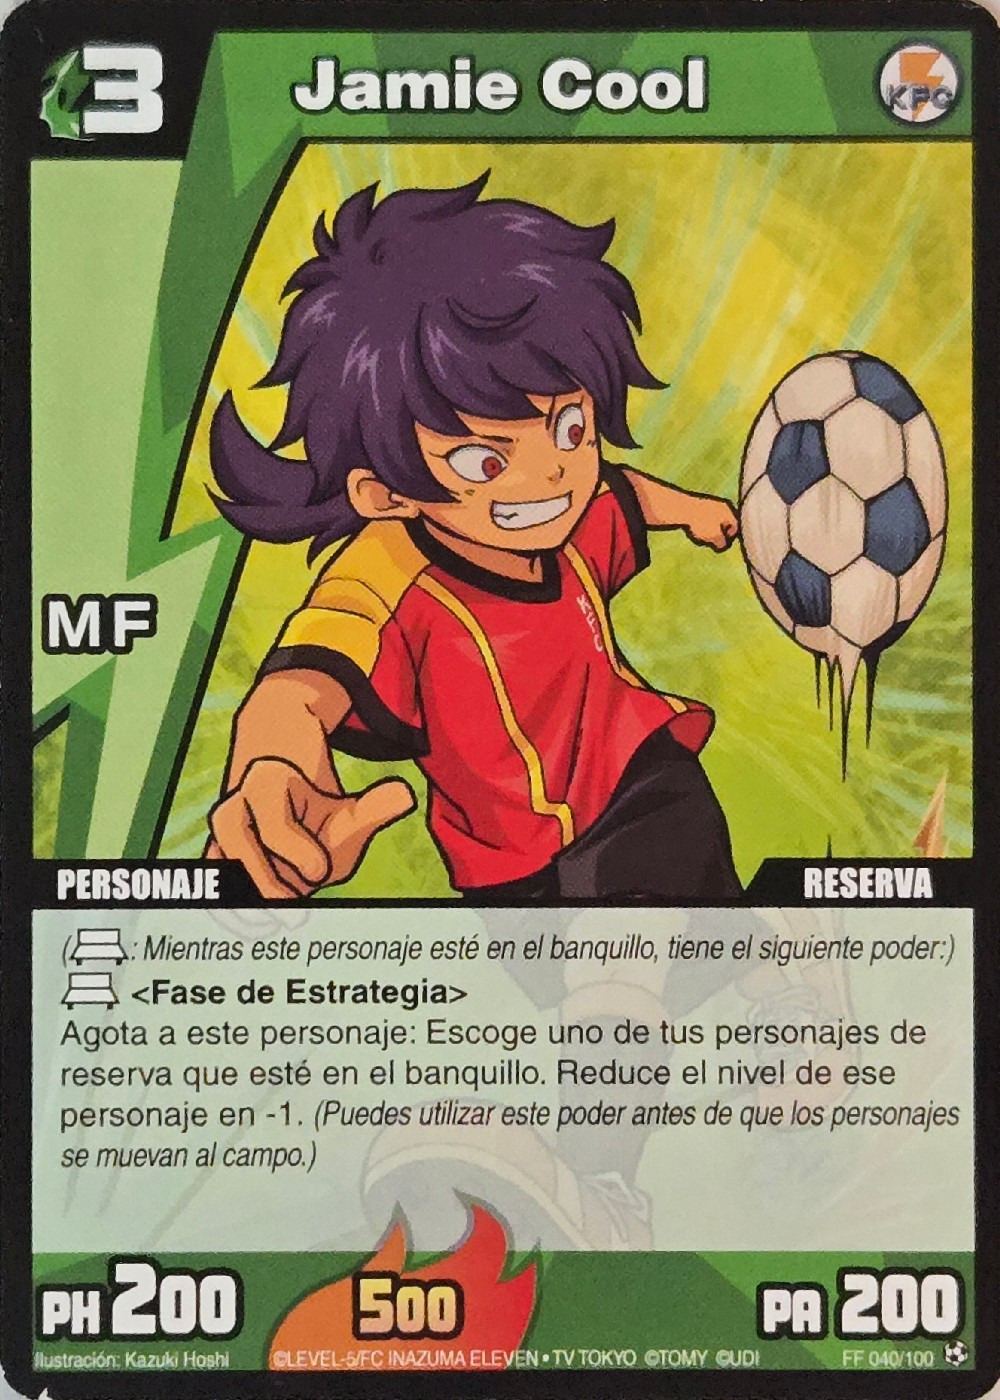 3
Jamie Cool
KFC
KFC
MF
PERSONAJE
RESERVA
(: Mientras este personaje esté en el banquillo, tiene el siguiente poder:)
<Fase de Estrategia>
Agota a este personaje: Escoge uno de tus personajes de
reserva que esté en el banquillo. Reduce el nivel de ese
personaje en -1. (Puedes utilizar este poder antes de que los personajes
se muevan al campo.)
PH 200
500
PA 200
Ilustración: Kazuki Hoshi
©LEVEL-5/FC INAZUMA ELEVEN • TV TOKYO ©TOMY ©UDI
FF 040/100